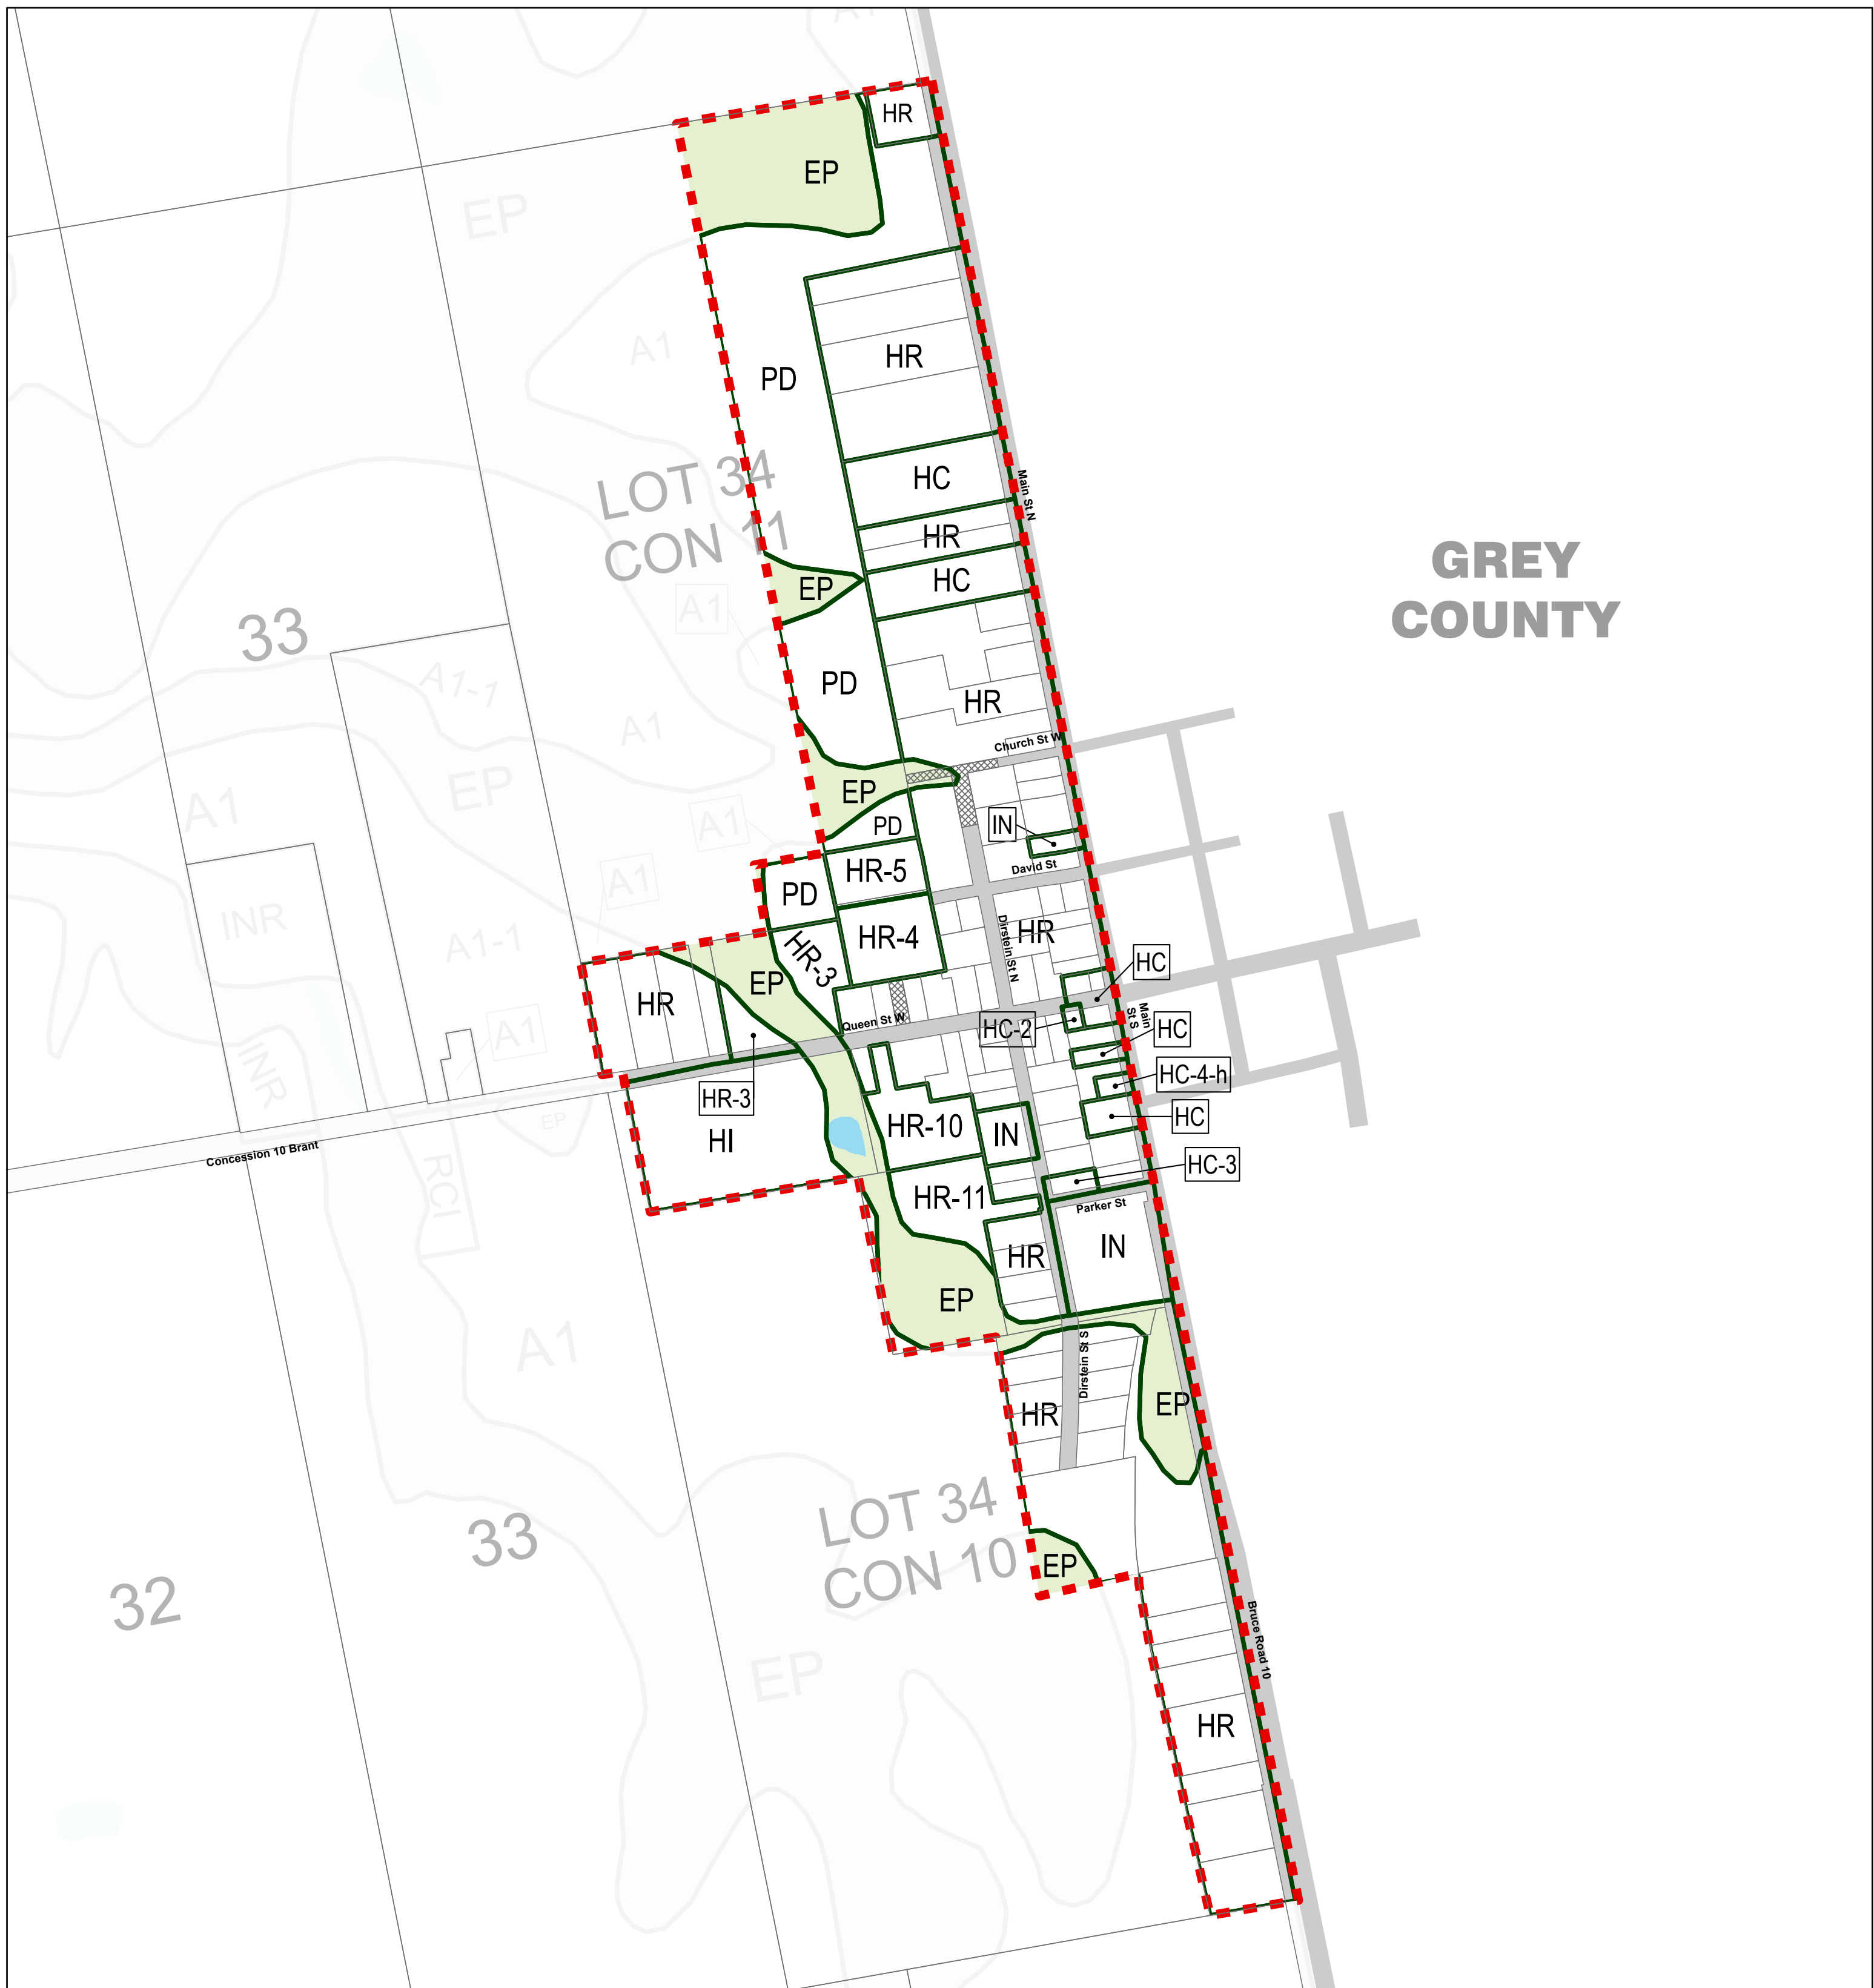 A1
HR
EP
EP
A1
HR
PD
LOT 34
CON 11
HC
Main St N
HR
GREY
COUNTY
HC
EP
A1
33
A1-1
PD
HR
A1
Church St W
EP
EP
A1
A1
PD
IN
David St
HR-5
A1
PD
INR
A1-1
HR-4
HR-3
Dirstein St N
HR
HC
EP
HR
Queen St W
HC-2
Main
St S
HC
A1
INR
HC-4-h
HR-3
HC
EP
HI
HR-10
IN
Concession 10 Brant
RCI
HC-3
HR-11
Parker St
IN
HR
EP
A1
Dirstein St S
HR
EP
LOT 34
CON 10
33
EP
32
Bruce Road 10
EP
HR